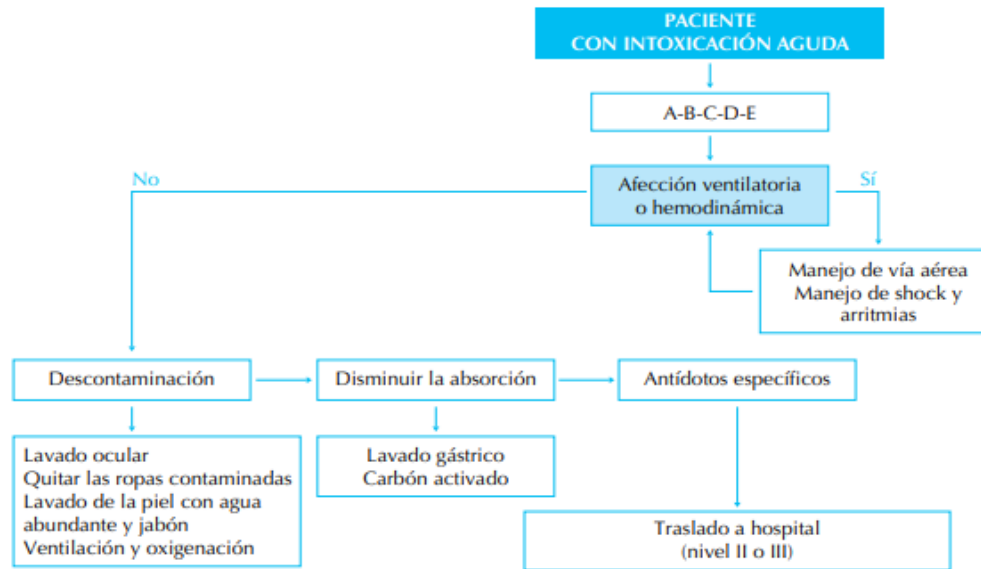 PACIENTE
CON INTOXICACIÓN AGUDA
A-B-C-D-E
No
Afección ventilatoria
o hemodinámica
Sí
Manejo de vía aérea
Manejo de shock y
arritmias
Descontaminación
Disminuir la absorción
Antídotos específicos
Lavado ocular
Quitar las ropas contaminadas
Lavado de la piel con agua
abundante y jabón
Ventilación y oxigenación
Lavado gástrico
Carbón activado
Traslado a hospital
(nivel II o III)